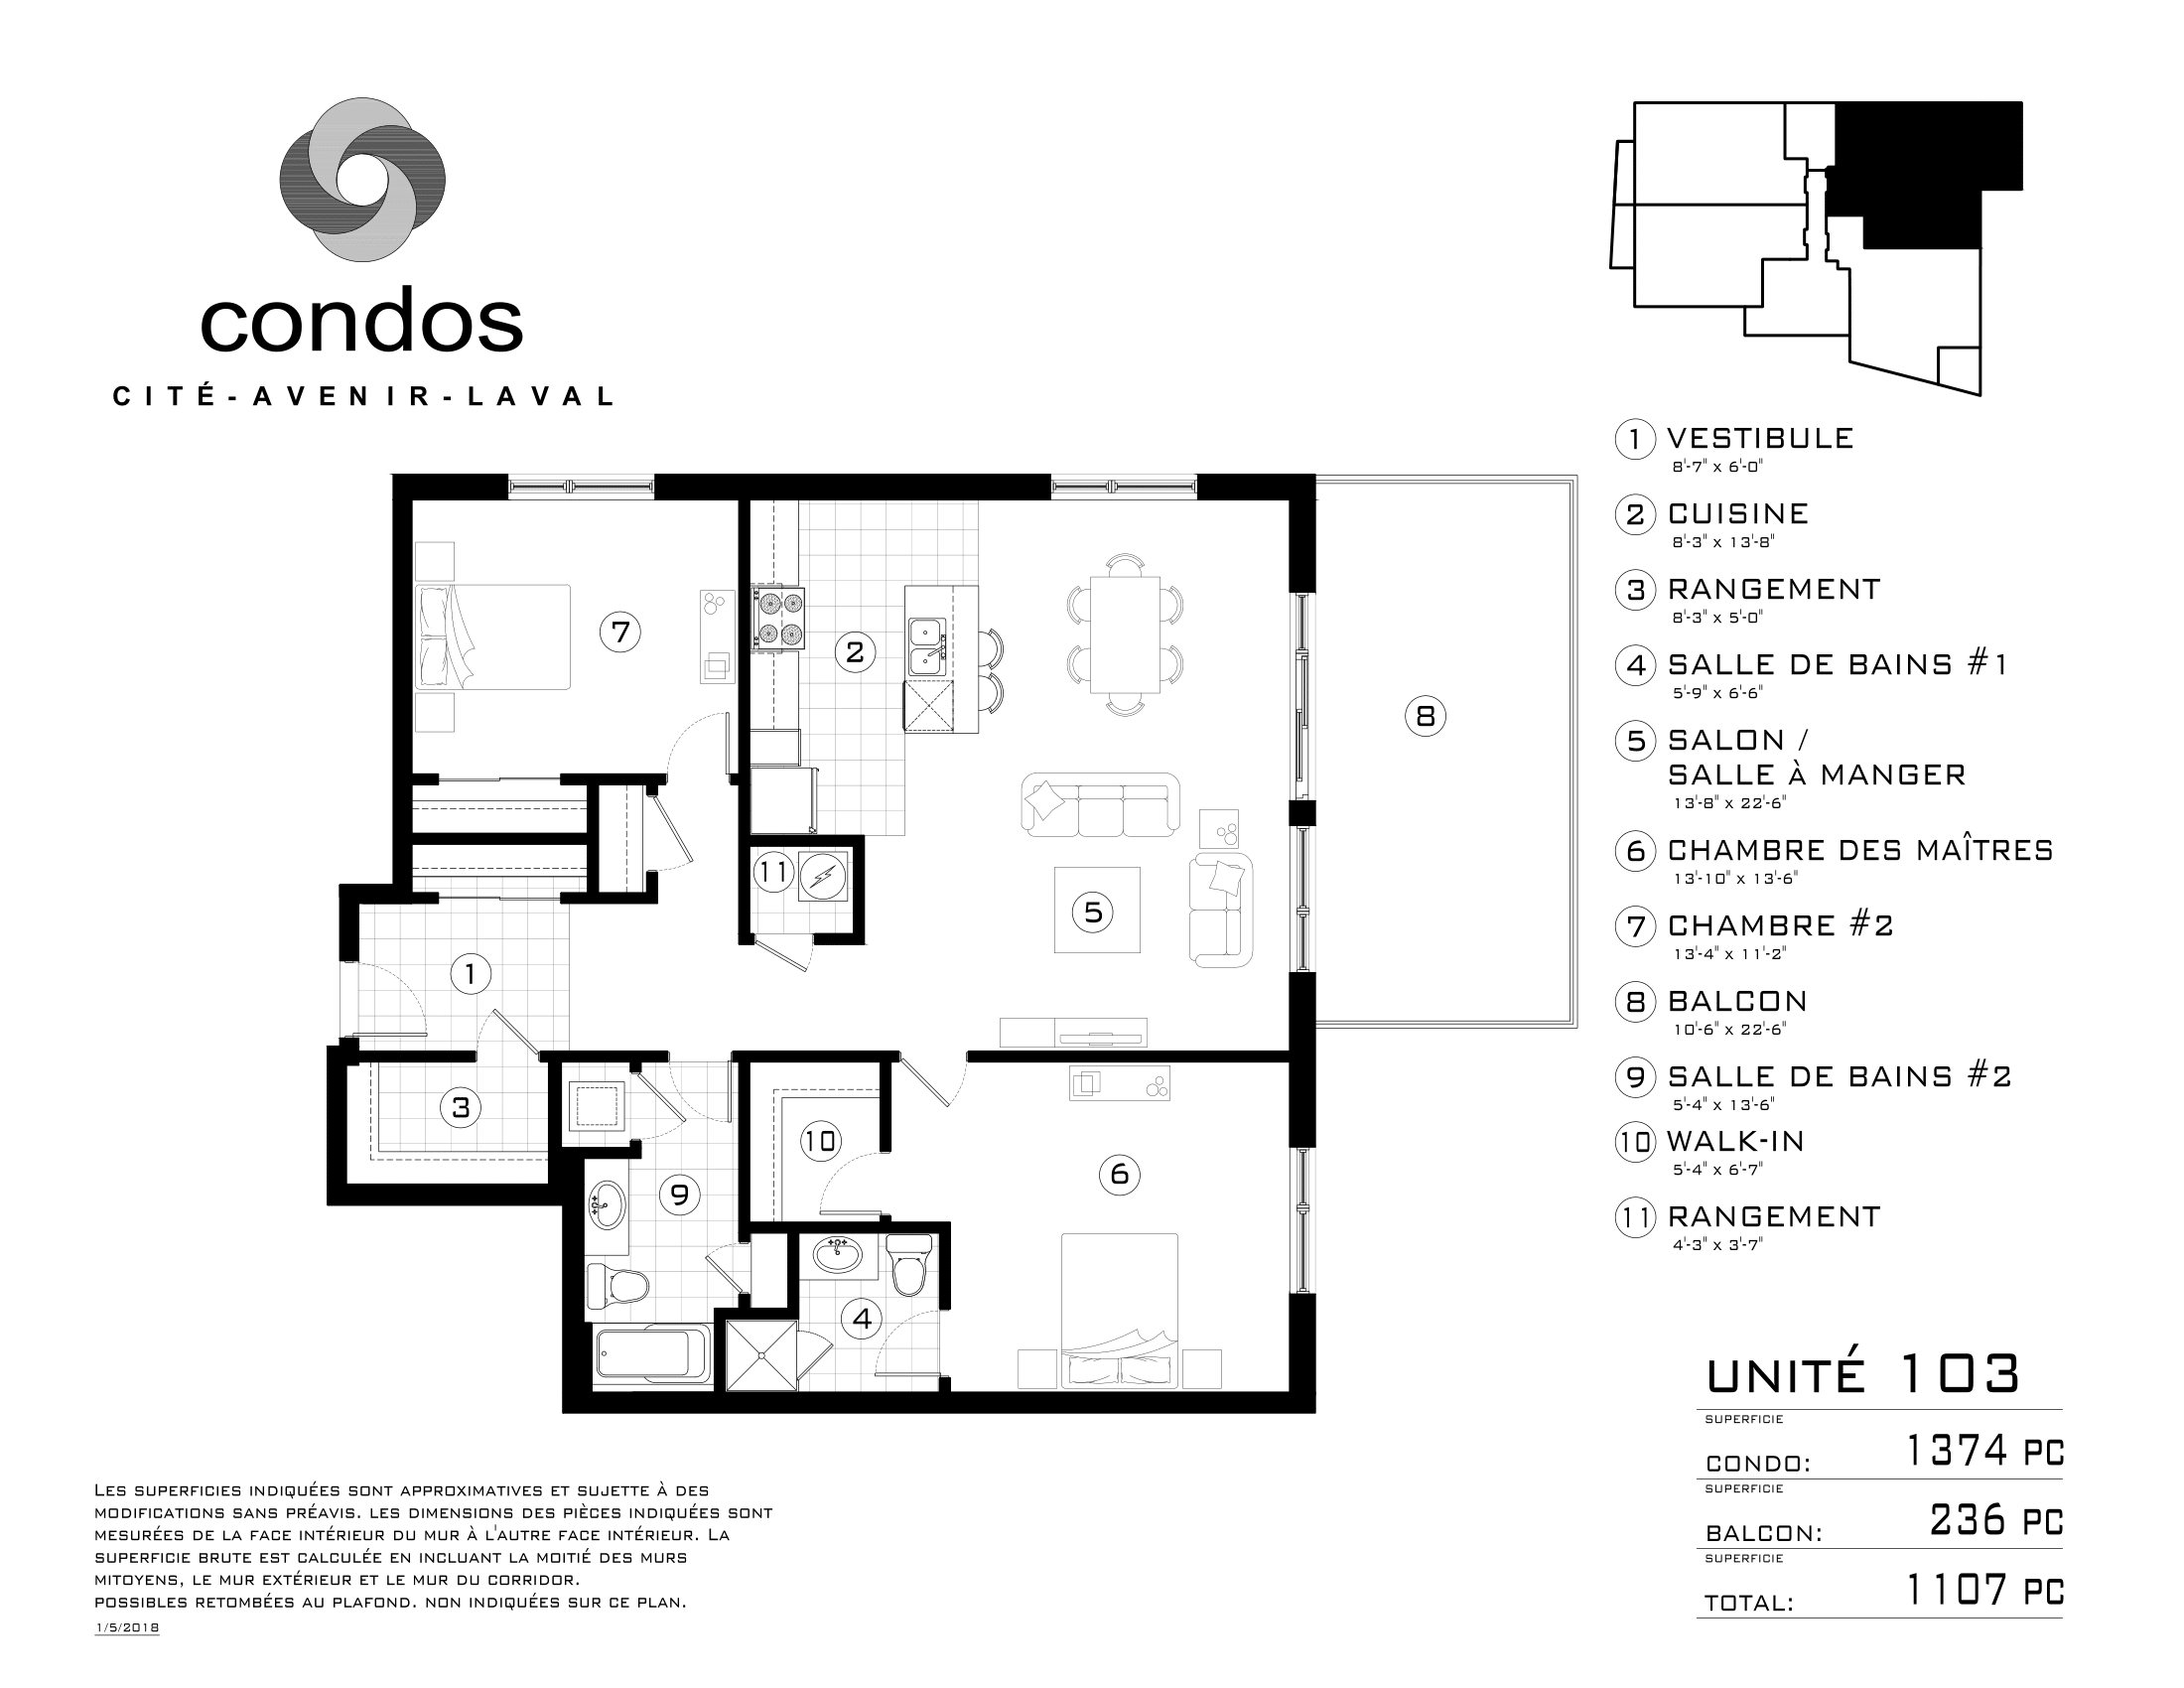 condos
CITÉ-AVENIR-LAVAL
1 VESTIBULE
8'-7" x 6'-0"
2 CUISINE
8'-3" x 13'-8"
3 RANGEMENT
8'-3" x 5'-0"
4 SALLE DE BAINS #1
5'-9" x 6'-6"
5 SALON /
SALLE À MANGER
13'-8" x 22'-6"
6 CHAMBRE DES MAÎTRES
13'-10" x 13'-6"
7 CHAMBRE #2
13'-4" x 11'-2"
8 BALCON
10'-6" x 22'-6"
9 SALLE DE BAINS #2
5'-4" x 13'-6"
10 WALK-IN
5'-4" x 6'-7"
11 RANGEMENT
4'-3" x 3'-7"
7
2
8
11
5
1
3
10
6
9
4
UNITÉ 103
SUPERFICIE
CONDO: 1374 PC
SUPERFICIE
BALCON: 236 PC
SUPERFICIE
TOTAL: 1107 PC
LES SUPERFICIES INDIQUÉES SONT APPROXIMATIVES ET SUJETTE À DES
MODIFICATIONS SANS PRÉAVIS. LES DIMENSIONS DES PIÈCES INDIQUÉES SONT
MESURÉES DE LA FACE INTÉRIEUR DU MUR À L'AUTRE FACE INTÉRIEUR. LA
SUPERFICIE BRUTE EST CALCULÉE EN INCLUANT LA MOITIÉ DES MURS
MITOYENS, LE MUR EXTÉRIEUR ET LE MUR DU CORRIDOR.
POSSIBLES RETOMBÉES AU PLAFOND. NON INDIQUÉES SUR CE PLAN.
1/5/2018